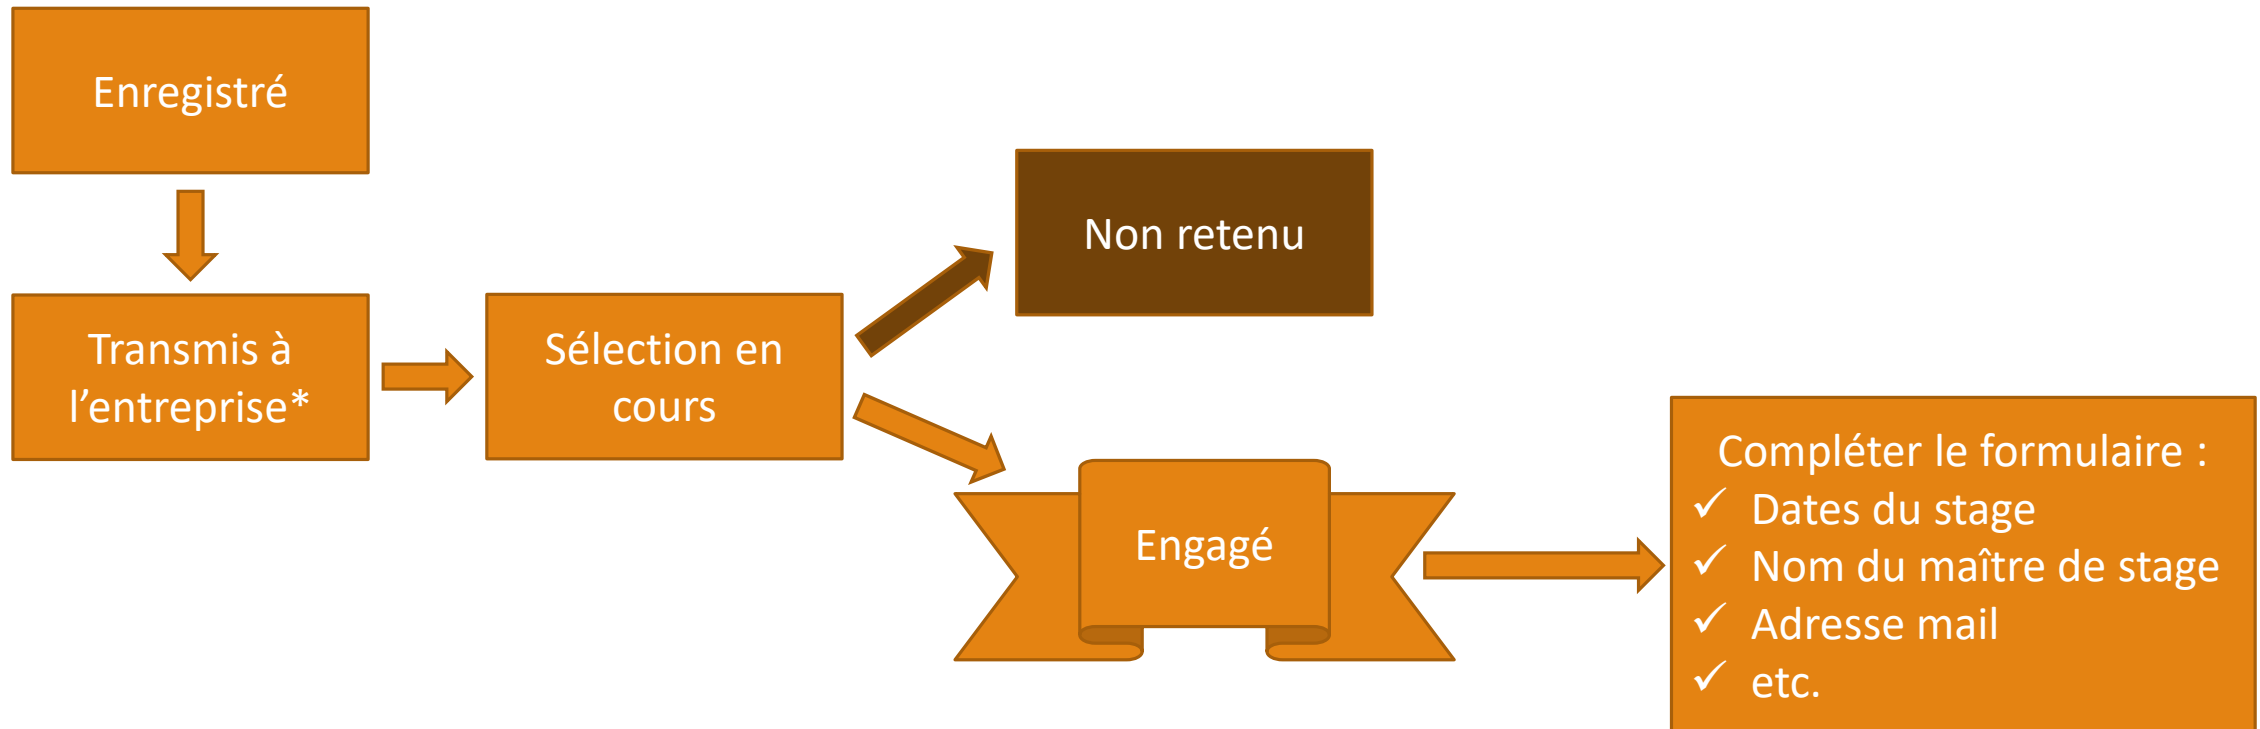 Enregistré
Transmis à
l’entreprise*
Sélection en
cours
Non retenu
Engagé
Compléter le formulaire :
✓ Dates du stage
✓ Nom du maître de stage
✓ Adresse mail
✓ etc.